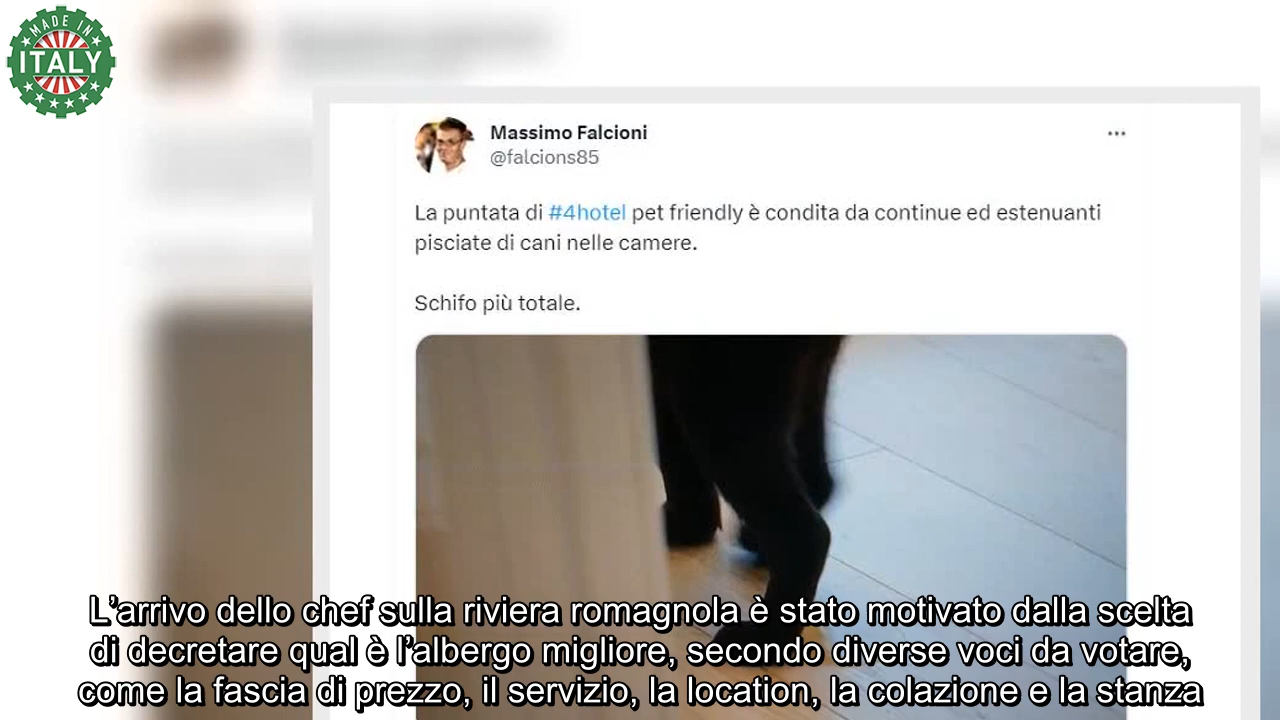 MADE IN
ITALY
Massimo Falcioni
@falcions85
La puntata di #4hotel pet friendly è condita da continue ed estenuanti
pisciate di cani nelle camere.
Schifo più totale.
L'arrivo dello chef sulla riviera romagnola è stato motivato dalla scelta
di decretare qual è l'albergo migliore, secondo diverse voci da votare,
come la fascia di prezzo, il servizio, la location, la colazione e la stanza